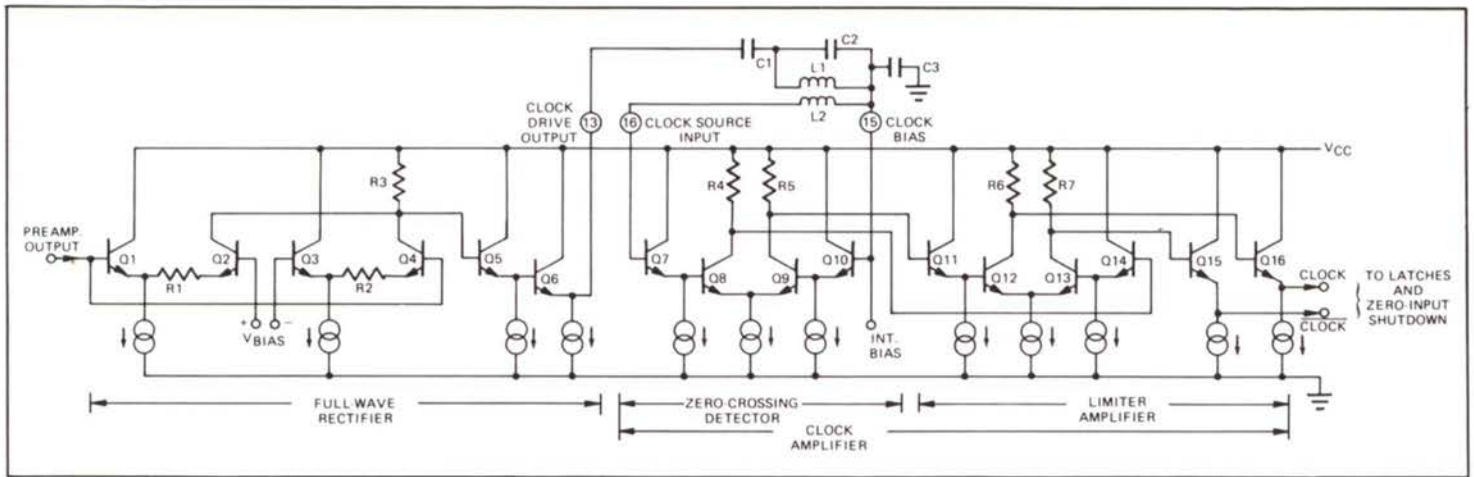 C2
C1
L1
C3
L2
CLOCK
DRIVE
OUTPUT
13
16
CLOCK SOURCE
INPUT
15
CLOCK
BIAS
VCC
R3
R4
R5
R6
R7
PREAMP.
OUTPUT
Q1
R1
Q2
Q3
R2
Q4
Q5
Q6
Q7
Q8
Q9
Q10
Q11
Q12
Q13
Q14
Q15
Q16
CLOCK
CLOCK
TO LATCHES
AND
ZERO-INPUT
SHUTDOWN
+
VBIAS
−
INT.
BIAS
FULL-WAVE
RECTIFIER
ZERO-CROSSING
DETECTOR
LIMITER
AMPLIFIER
CLOCK
AMPLIFIER